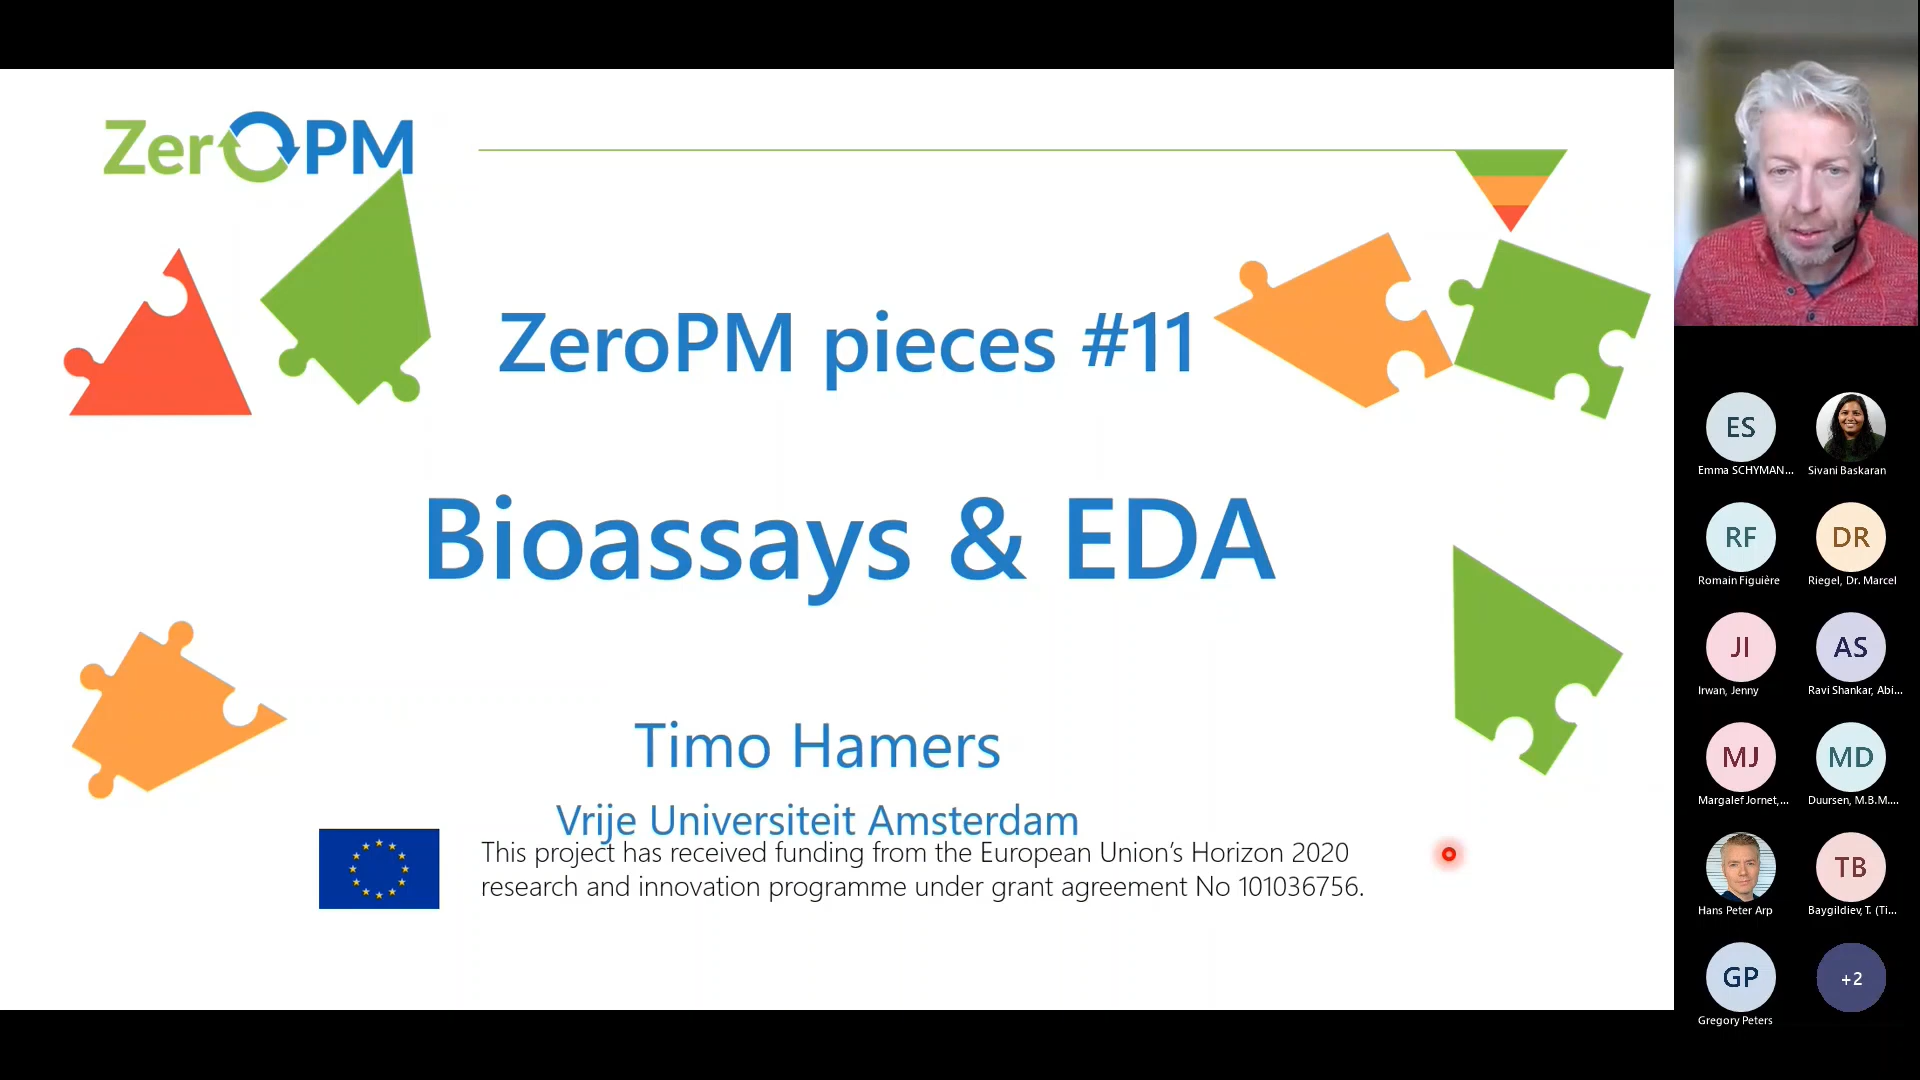 ZeroPM
ZeroPM pieces #11
Bioassays & EDA
Timo Hamers
Vrije Universiteit Amsterdam
This project has received funding from the European Union's Horizon 2020
research and innovation programme under grant agreement No 101036756.
ES
Emma SCHYMAN...
Sivani Baskaran
RF
DR
Romain Figuière
Riegel, Dr. Marcel
JI
AS
Irwan, Jenny
Ravi Shankar, Abi...
MJ
MD
Margalef Jornet,...
Duursen, M.B.M....
TB
Hans Peter Arp
Baygildiev, T. (Ti...
GP
+2
Gregory Peters